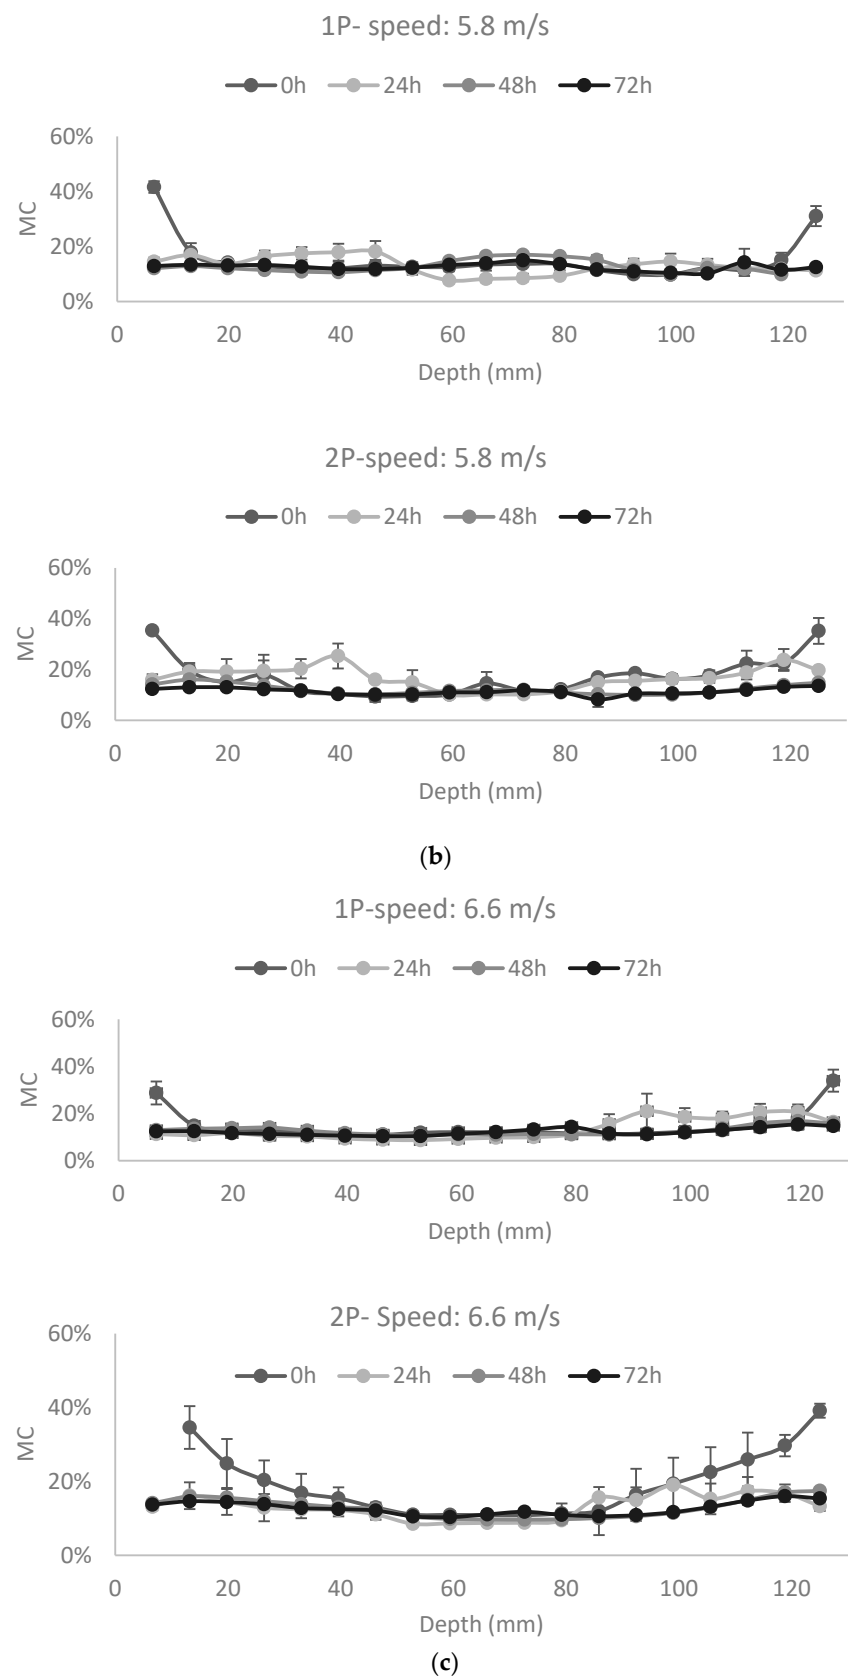 1P- speed: 5.8 m/s
0h 24h 48h 72h
60%
40%
20%
0%
MC
0 20 40 60 80 100 120
Depth (mm)
2P-speed: 5.8 m/s
0h 24h 48h 72h
60%
40%
20%
0%
MC
0 20 40 60 80 100 120
Depth (mm)
(b)
1P-speed: 6.6 m/s
0h 24h 48h 72h
60%
40%
20%
0%
MC
0 20 40 60 80 100 120
Depth (mm)
2P- Speed: 6.6 m/s
60%
0h 24h 48h 72h
40%
20%
0%
MC
0 20 40 60 80 100 120
Depth (mm)
(c)